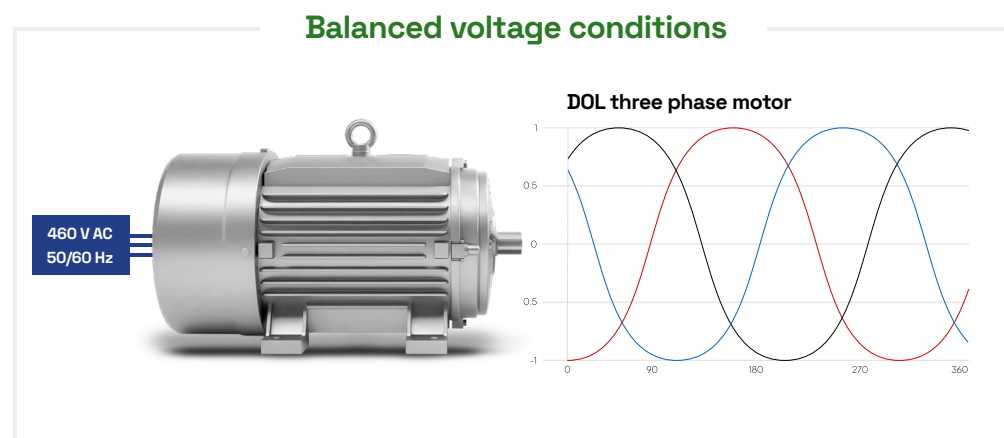 Balanced voltage conditions
DOL three phase motor
460 V AC
50/60 Hz
1
0.5
0
0.5
-1
0
90
180
270
360